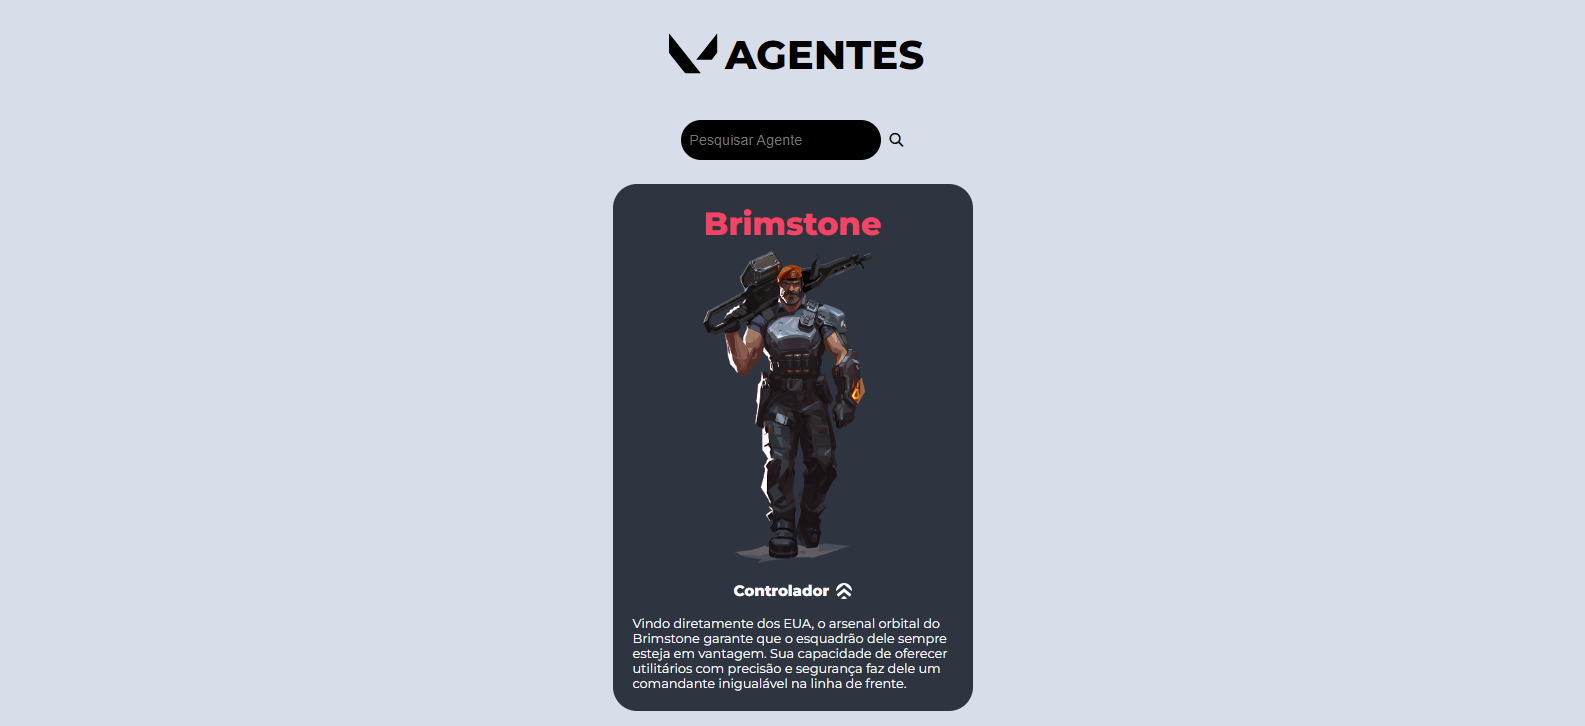 AGENTES
Pesquisar Agente
Brimstone
Controlador
Vindo diretamente dos EUA, o arsenal orbital do
Brimstone garante que o esquadrão dele sempre
esteja em vantagem. Sua capacidade de oferecer
utilitários com precisão e segurança faz dele um
comandante inigualável na linha de frente.